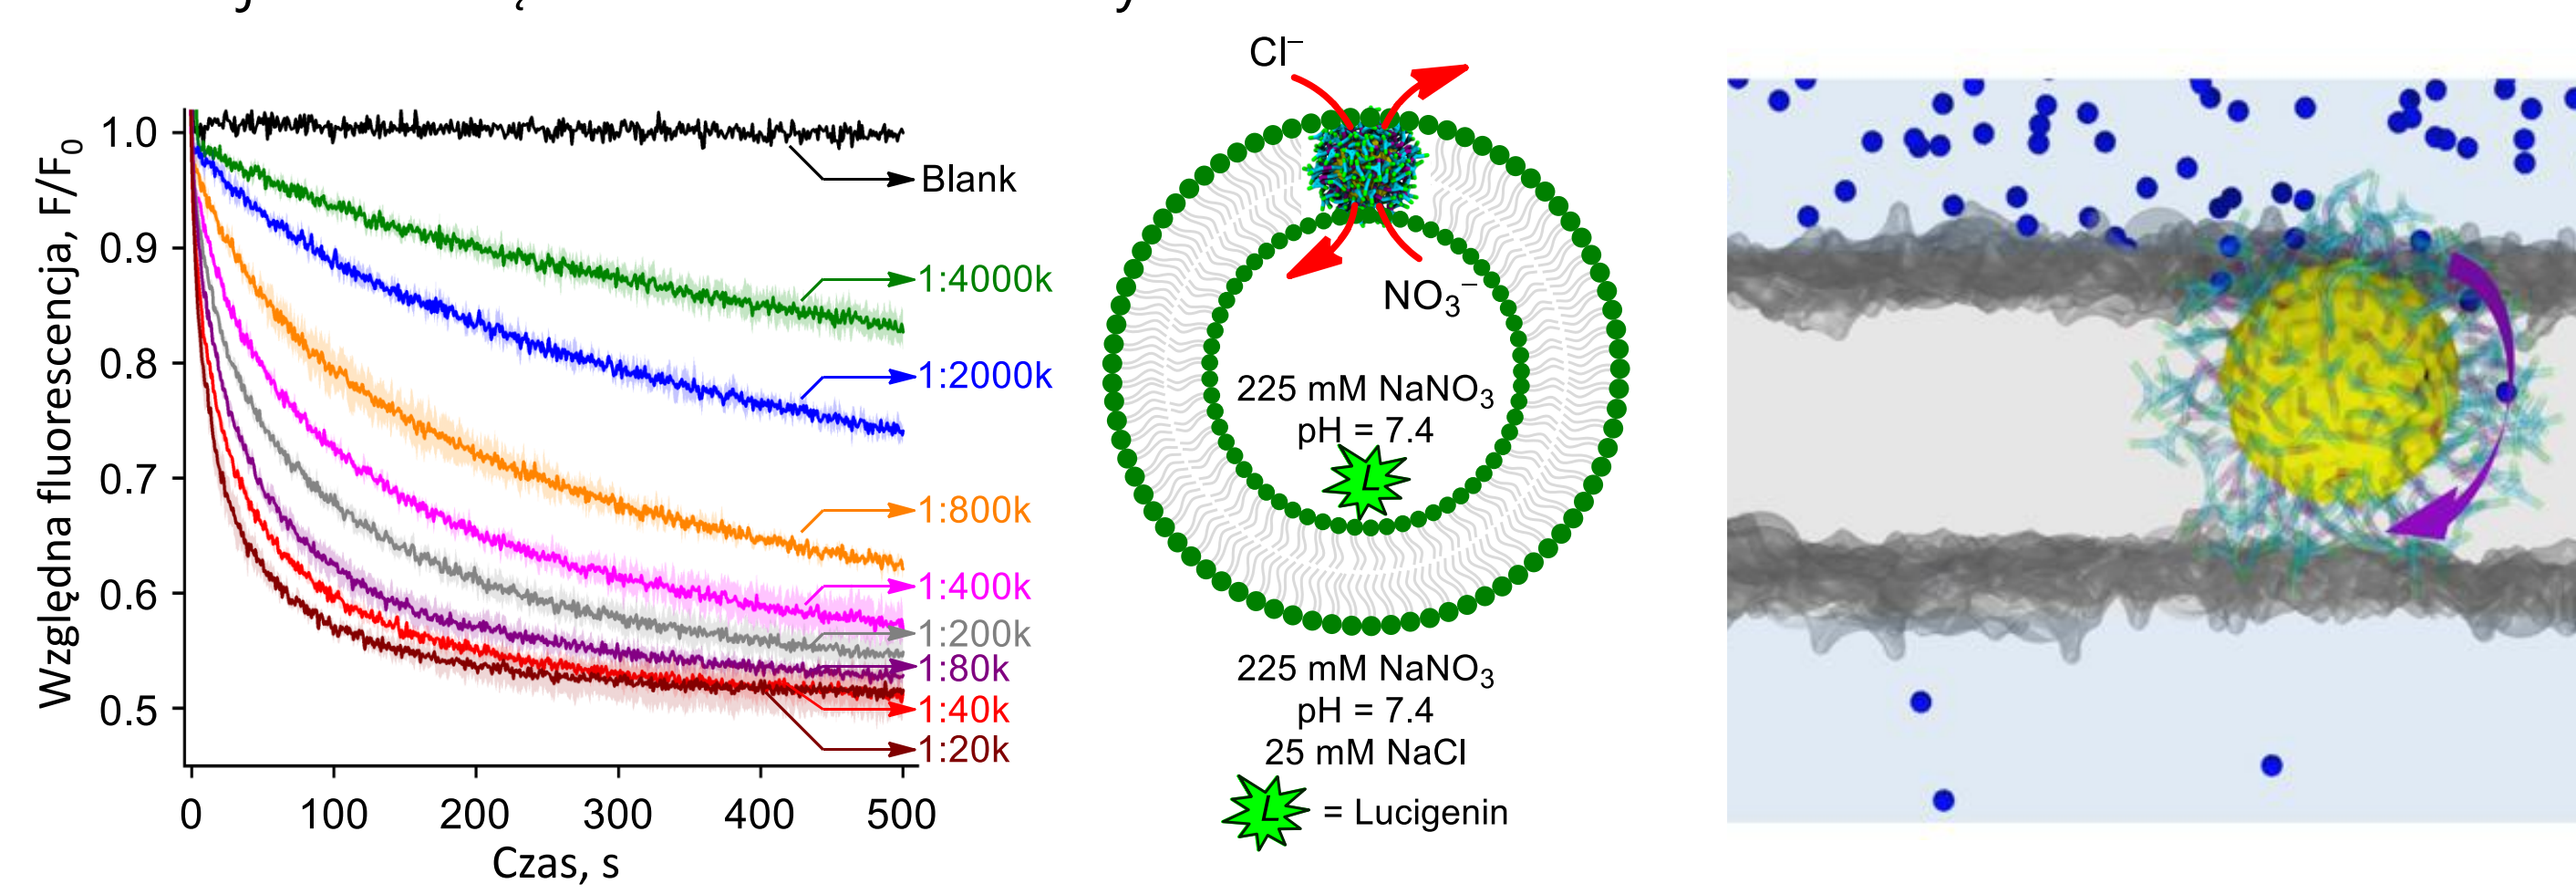 Względna fluorescencja, F/F₀
1.0
0.9
0.8
0.7
0.6
0.5
0 100 200 300 400 500
Czas, s
Blank
1:4000k
1:2000k
1:800k
1:400k
1:200k
1:80k
1:40k
1:20k
Cl⁻
NO₃⁻
225 mM NaNO₃
pH = 7.4
L
225 mM NaNO₃
pH = 7.4
25 mM NaCl
L = Lucigenin